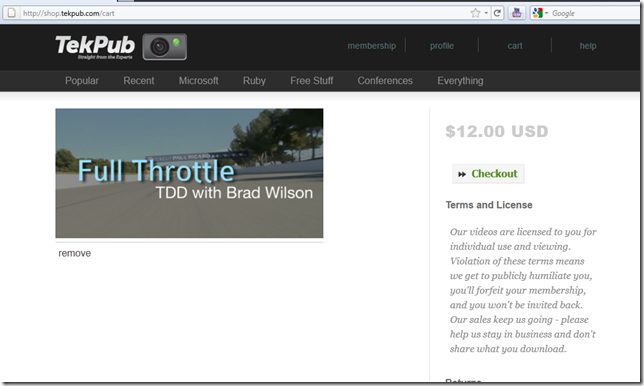 http://shop.tekpub.com/cart
Google
TekPub
Straight from the Experts
membership
profile
cart
help
Popular
Recent
Microsoft
Ruby
Free Stuff
Conferences
Everything
Full Throttle
TDD with Brad Wilson
remove
$12.00 USD
Checkout
Terms and License
Our videos are licensed to you for
individual use and viewing.
Violation of these terms means
we get to publicly humiliate you,
you'll forfeit your membership,
and you won't be invited back.
Our sales keep us going - please
help us stay in business and don't
share what you download.
Returns